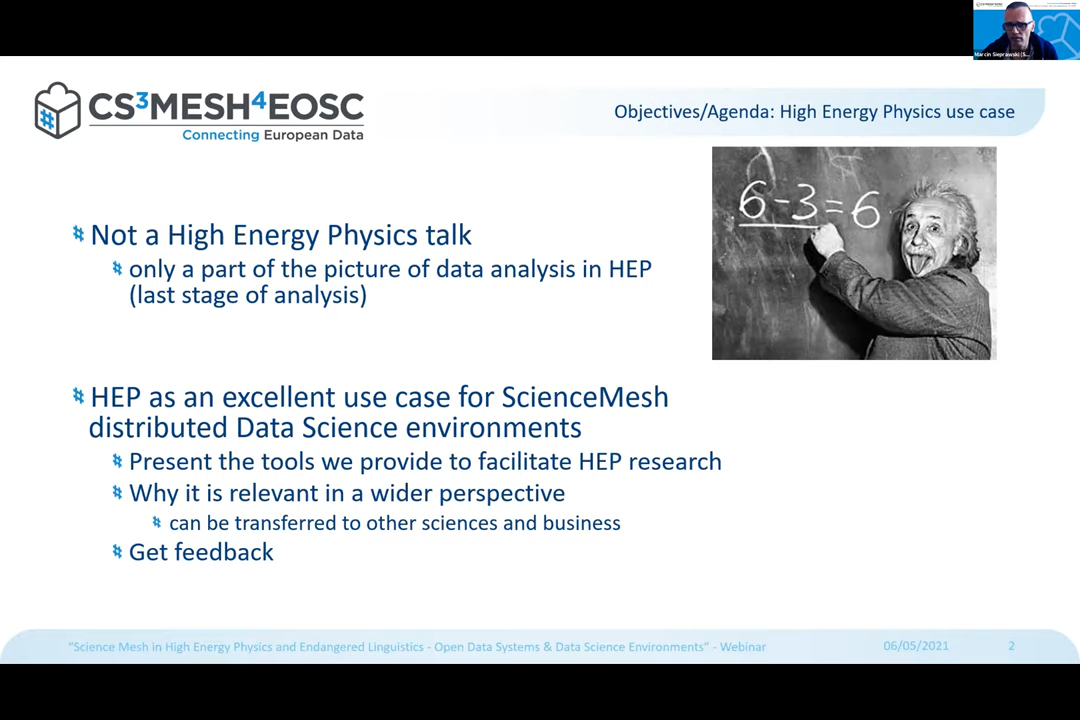 Marcin Sieprawski (S...
CS3MESH4EOSC
Connecting European Data
Objectives/Agenda: High Energy Physics use case
6-3=6
Not a High Energy Physics talk
only a part of the picture of data analysis in HEP
(last stage of analysis)
HEP as an excellent use case for ScienceMesh
distributed Data Science environments
Present the tools we provide to facilitate HEP research
Why it is relevant in a wider perspective
can be transferred to other sciences and business
Get feedback
"Science Mesh in High Energy Physics and Endangered Linguistics - Open Data Systems & Data Science Environments" - Webinar
06/05/2021
2